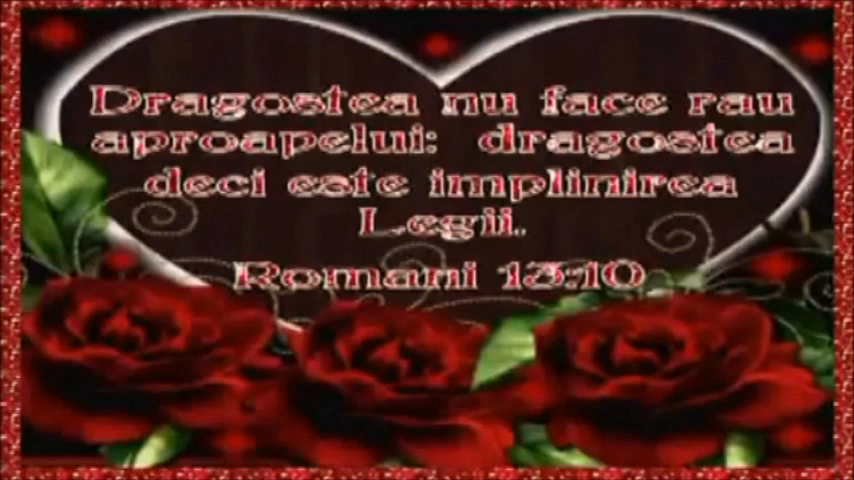 Dragostea nu face rau
aproapelui: dragostea
deci este implinirea
Legii.
Romani 13:10